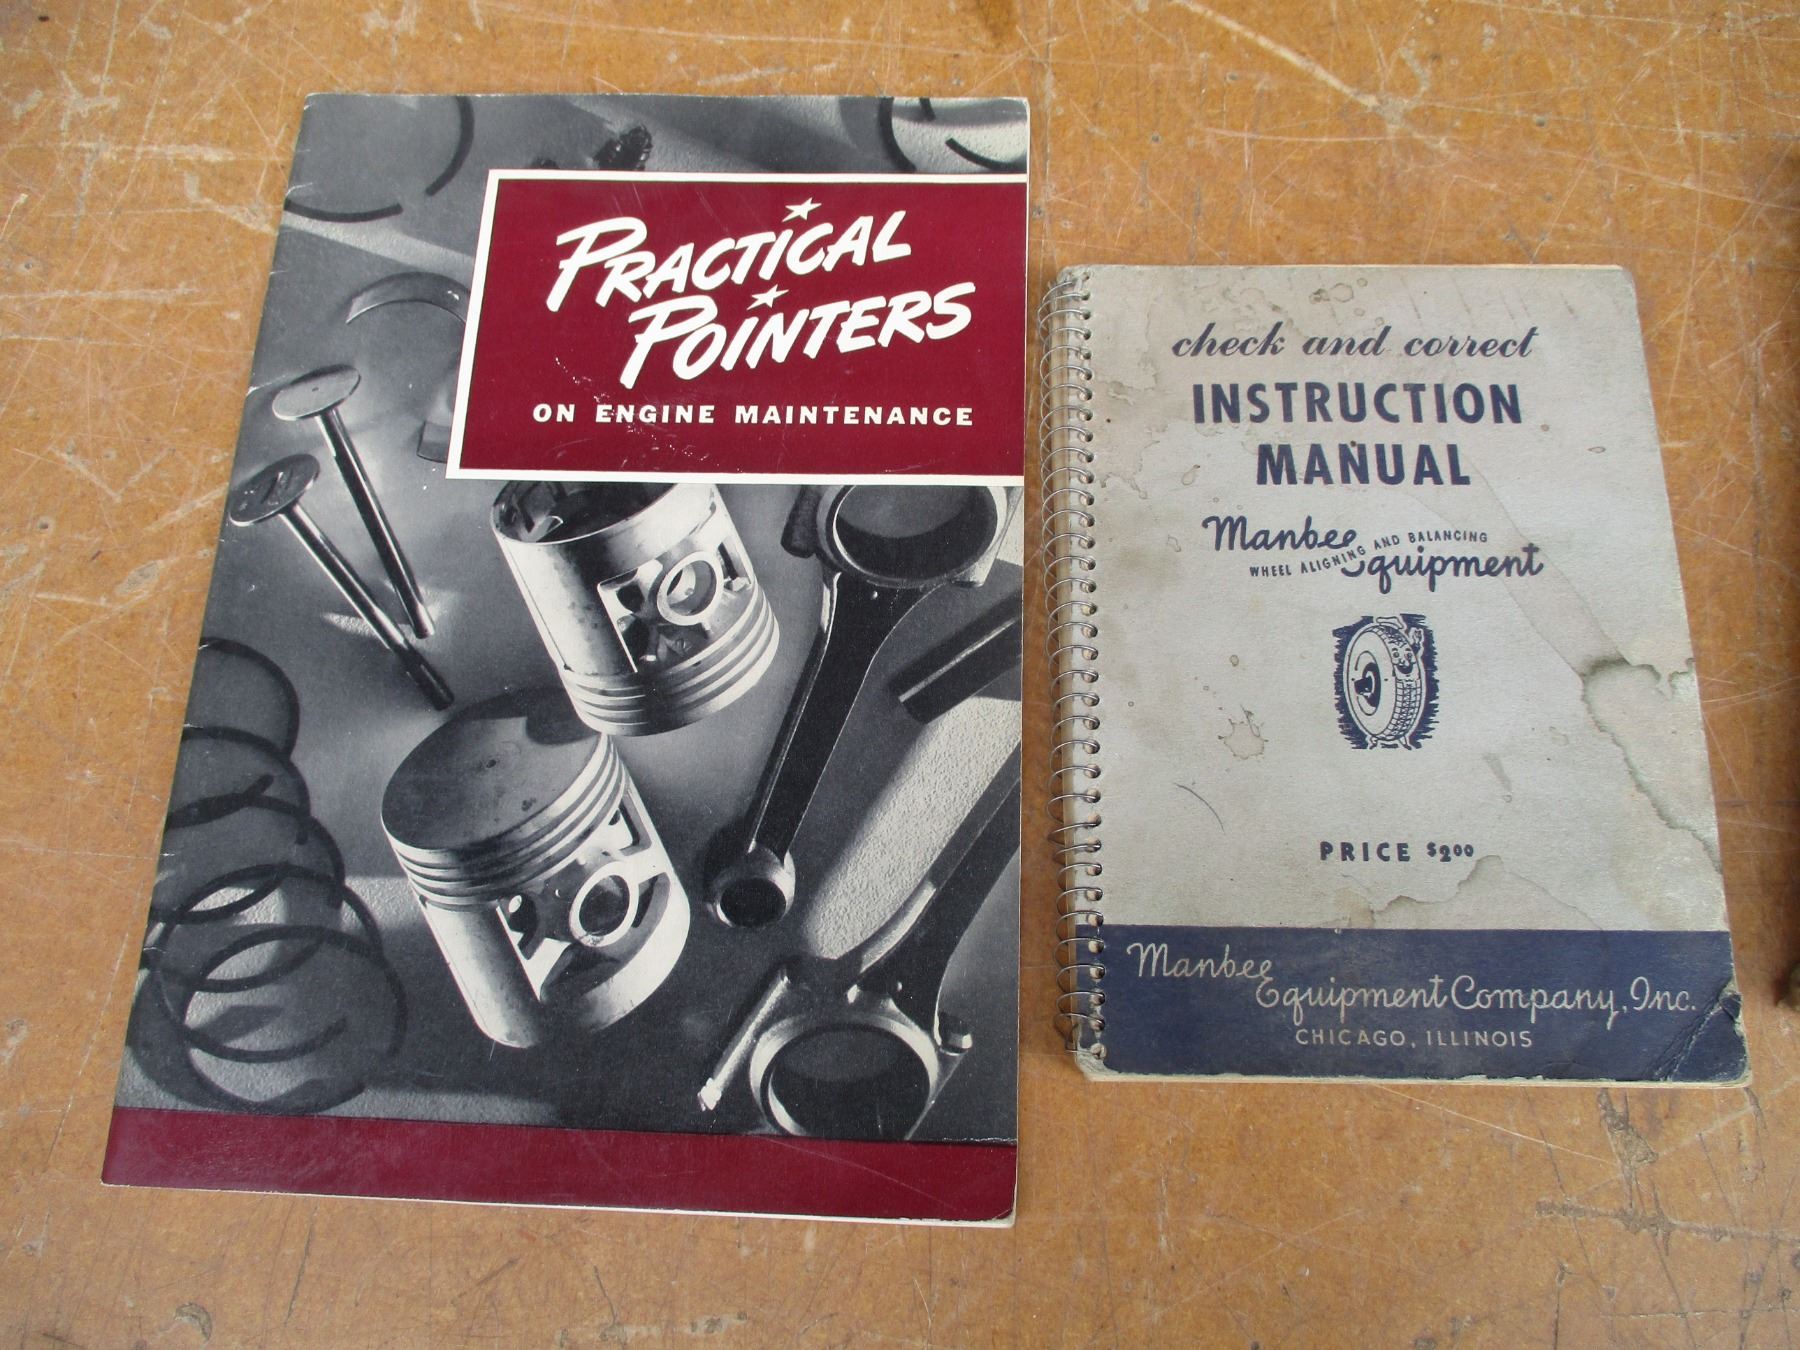 PRACTICAL
POINTERS
ON ENGINE MAINTENANCE
check and correct
INSTRUCTION
MANUAL
Manbee
WHEEL ALIGNING AND BALANCING
Equipment
PRICE $2.00
Manbee
Equipment Company, Inc.
CHICAGO, ILLINOIS